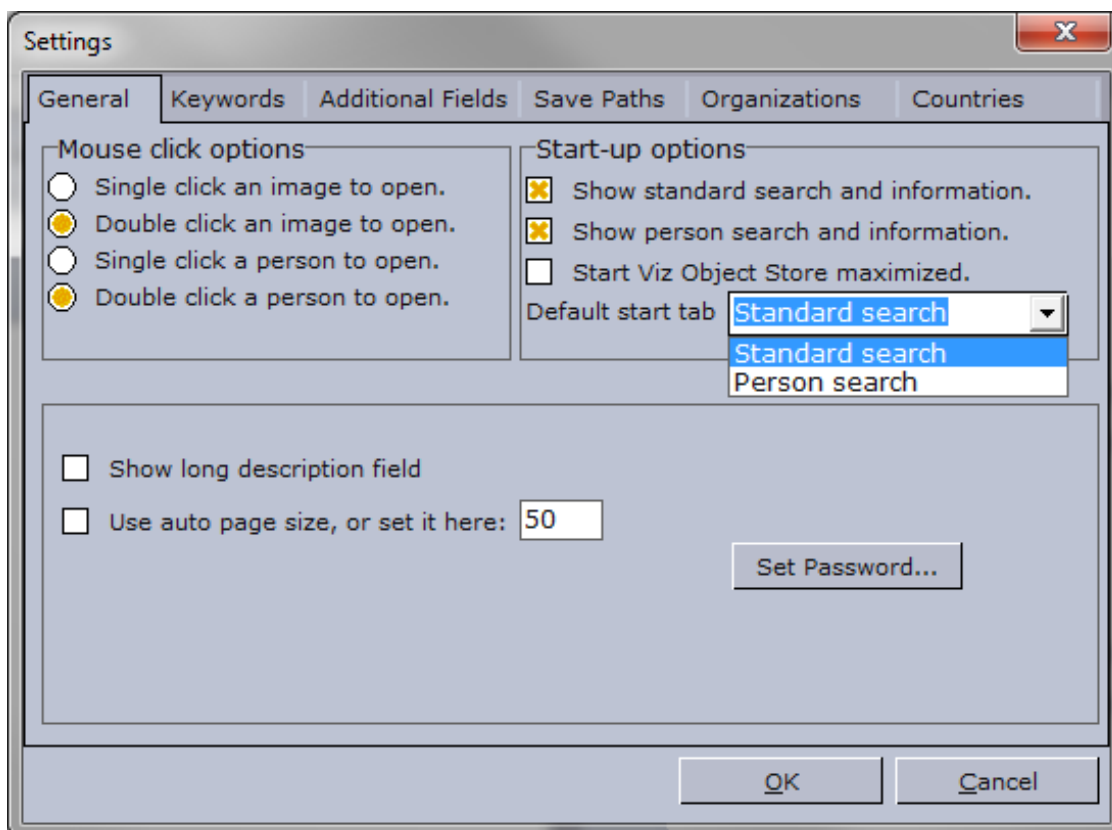 Settings
General Keywords Additional Fields Save Paths Organizations Countries
Mouse click options
Single click an image to open.
Double click an image to open.
Single click a person to open.
Double click a person to open.
Start-up options
Show standard search and information.
Show person search and information.
Start Viz Object Store maximized.
Default start tab Standard search
Standard search
Person search
Show long description field
Use auto page size, or set it here: 50
Set Password...
OK Cancel